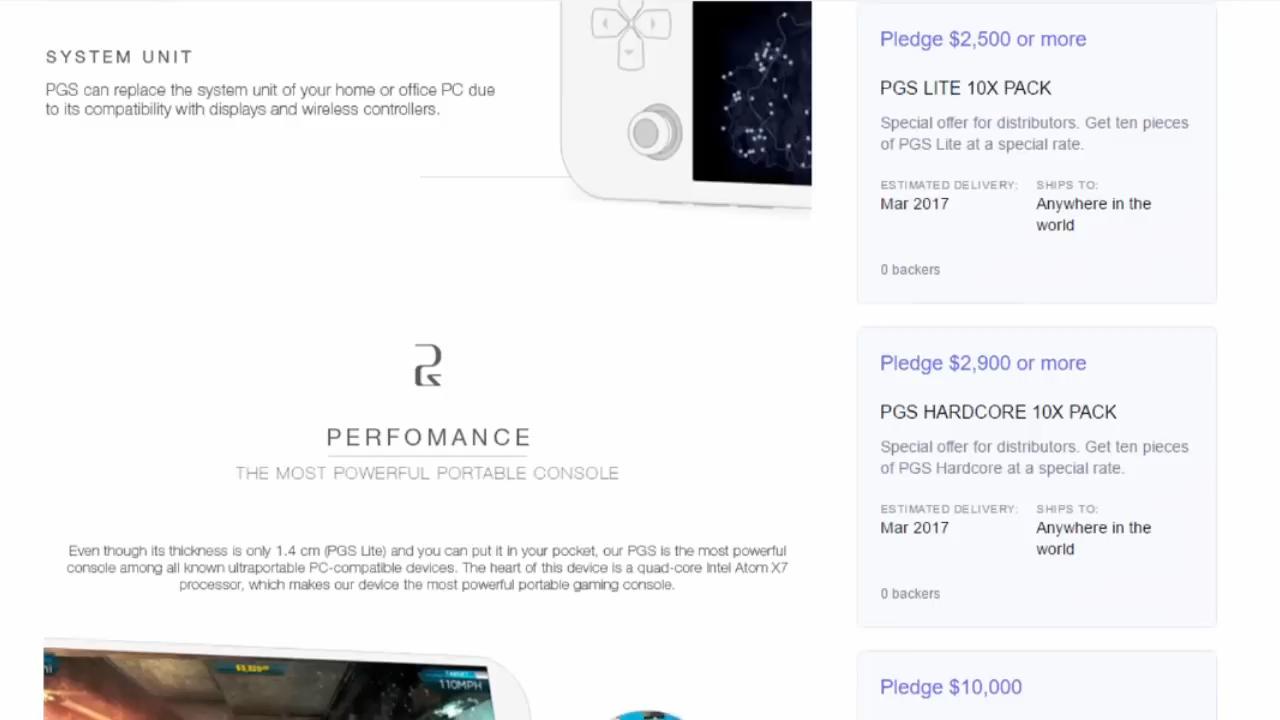 SYSTEM UNIT
PGS can replace the system unit of your home or office PC due
to its compatibility with displays and wireless controllers.
PERFOMANCE
THE MOST POWERFUL PORTABLE CONSOLE
Even though its thickness is only 1.4 cm (PGS Lite) and you can put it in your pocket, our PGS is the most powerful
console among all known ultraportable PC-compatible devices. The heart of this device is a quad-core Intel Atom X7
processor, which makes our device the most powerful portable gaming console.
110MPH
Pledge $2,500 or more
PGS LITE 10X PACK
Special offer for distributors. Get ten pieces
of PGS Lite at a special rate.
ESTIMATED DELIVERY: SHIPS TO:
Mar 2017 Anywhere in the
world
0 backers
Pledge $2,900 or more
PGS HARDCORE 10X PACK
Special offer for distributors. Get ten pieces
of PGS Hardcore at a special rate.
ESTIMATED DELIVERY: SHIPS TO:
Mar 2017 Anywhere in the
world
0 backers
Pledge $10,000